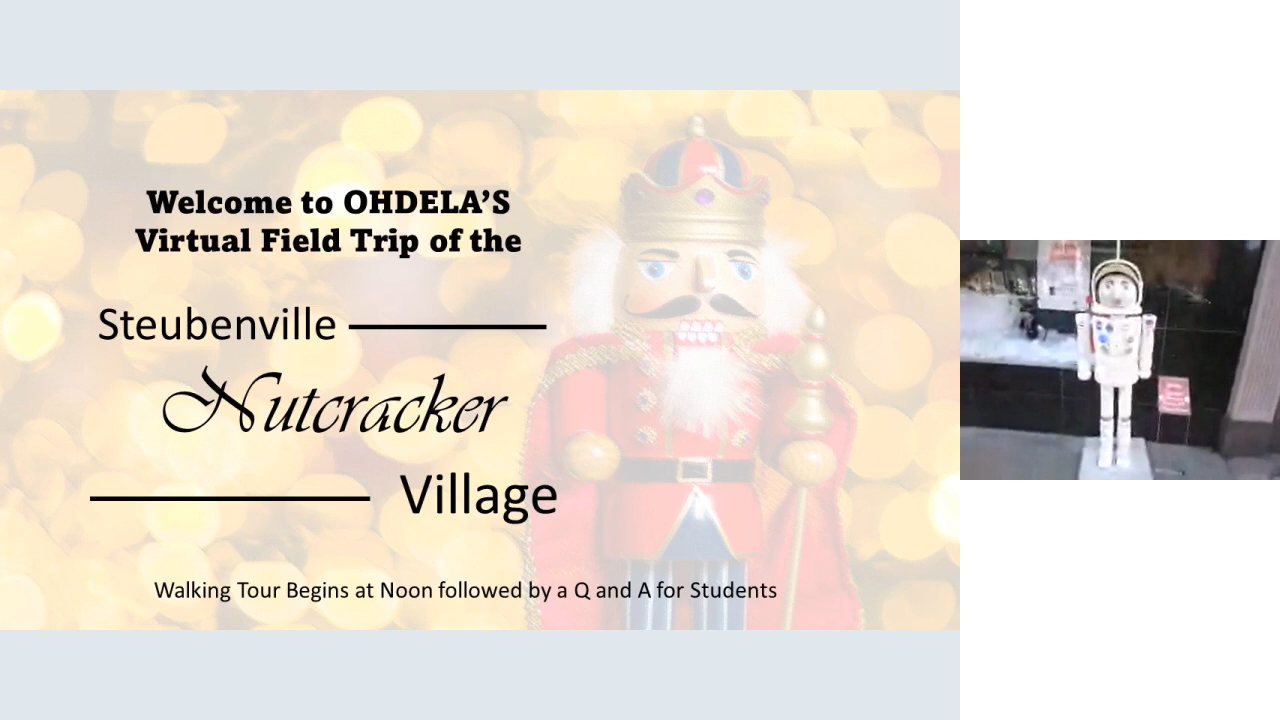 Welcome to OHDELA’S
Virtual Field Trip of the
Steubenville
Nutcracker
Village
Walking Tour Begins at Noon followed by a Q and A for Students